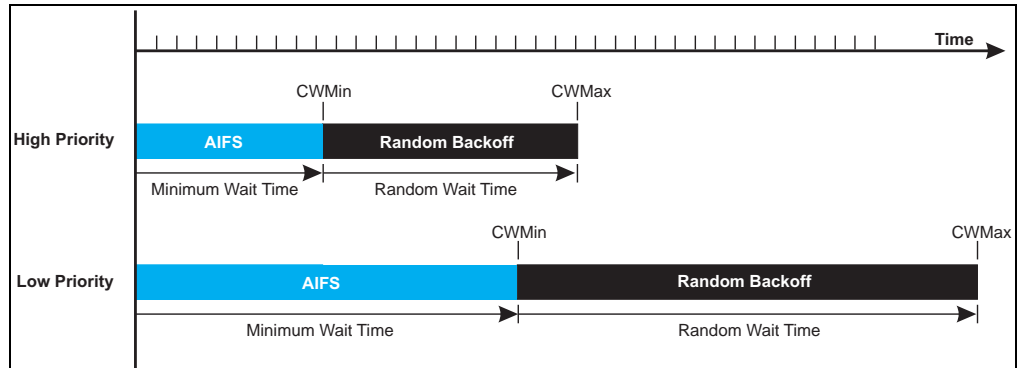 Time
CWMin CWMax
High Priority AIFS Random Backoff
Minimum Wait Time Random Wait Time
CWMin CWMax
Low Priority AIFS Random Backoff
Minimum Wait Time Random Wait Time